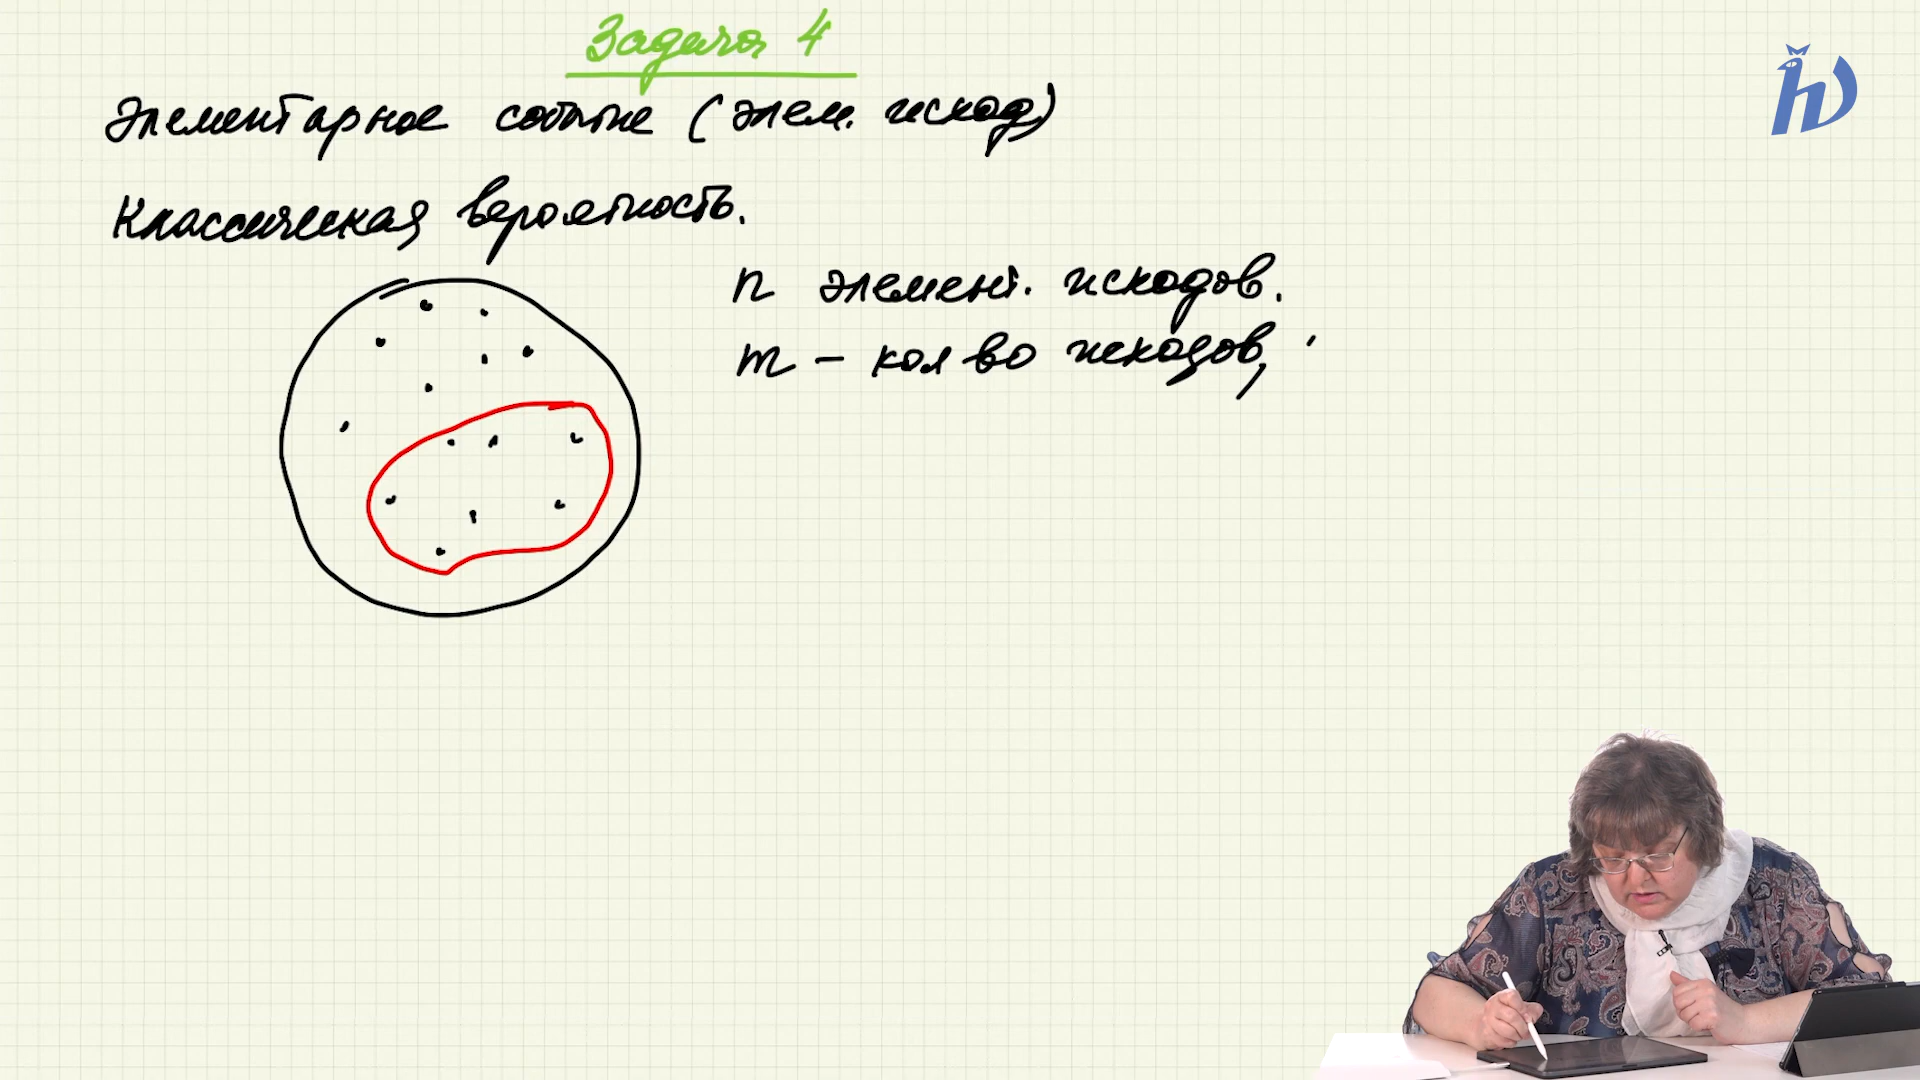 Задача 4
Элементарное событие (элем. исход)
Классическая вероятность.
n элемент. исходов.
m – кол во исходов,